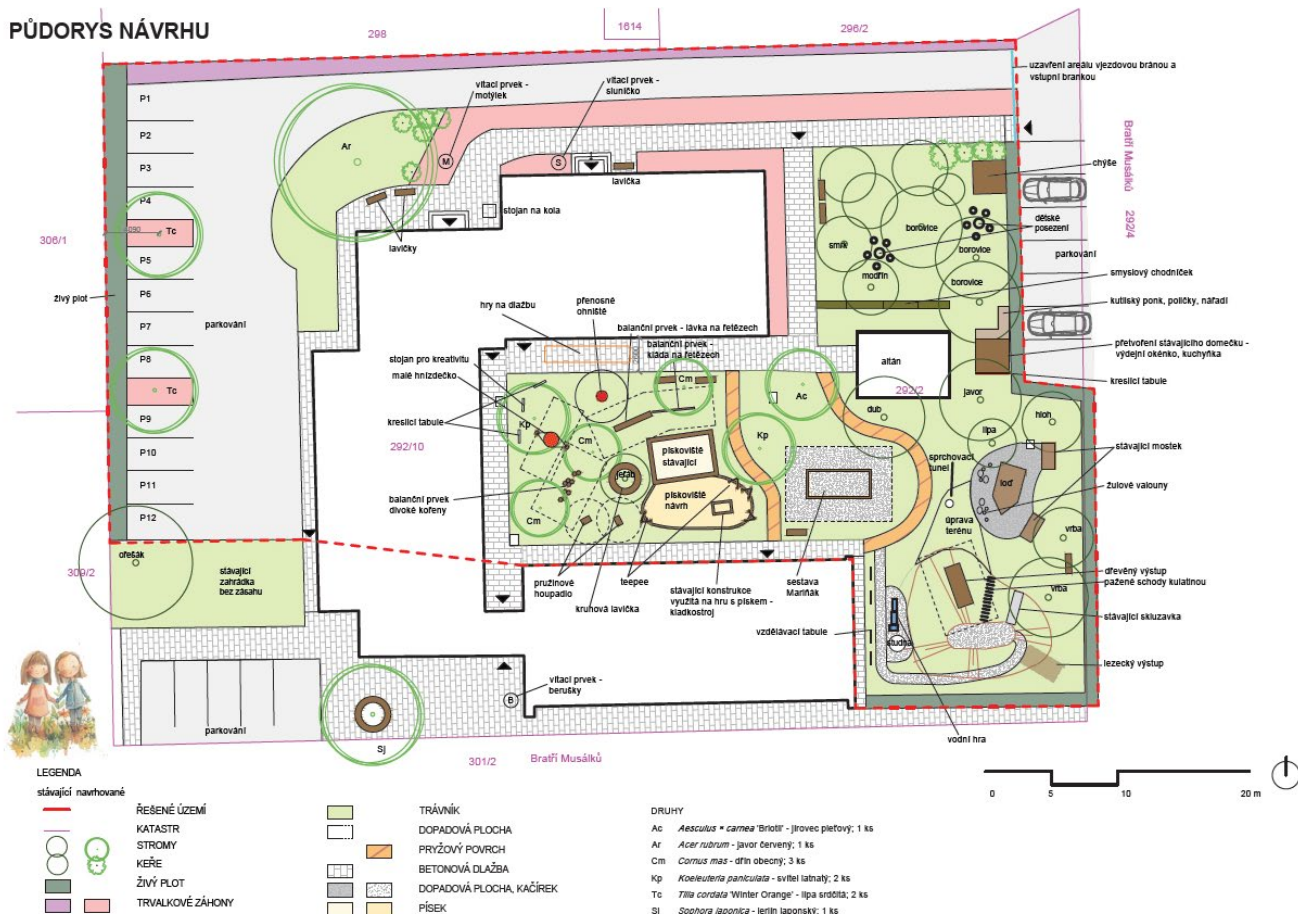 PŮDORYS NÁVRHU
298
1614
296/2
uzavření areálu vjezdovou bránou a
vstupní brankou
vítací prvek -
motýlek
vítací prvek -
sluníčko
P1
P2
P3
P4
Tc
P5
P6
P7
P8
Tc
P9
P10
P11
P12
306/1
živý plot
parkování
Ar
M
S
lavička
stojan na kola
lavičky
chýše
Bratří Musálků 292/4
dětské
posezení
parkování
borovice
borovice
borovice
smrk
modřín
smyslový chodníček
kutilský ponk, poličky, nářadí
přetvoření stávajícího domečku -
výdejní okénko, kuchyňka
kreslící tabule
hry na dlažbu
přenosné
ohniště
balanční prvek - lávka na řetězech
balanční prvek -
kláda na řetězech
stojan pro kreativitu
malé hnízdečko
kreslící tabule
292/10
balanční prvek
divoké kořeny
Kp
Cm
Cm
Cm
Ac
Kp
jeřáb
pískoviště
stávající
pískoviště
návrh
altán
292/2
dub
javor
lípa
hloh
sprchovací
tunel
stávající mostek
loď
žulové valouny
úprava
terénu
vrba
vrba
dřevěný výstup
pažené schody kulatinou
stávající skluzavka
lezecký výstup
vodní hra
studna
vzdělávací tabule
sestava
Mariňák
stávající konstrukce
využitá na hru s pískem -
kladkostroj
teepee
kruhová lavička
pružinové
houpadlo
ořešák
309/2
stávající
zahrádka
bez zásahu
parkování
Sj
B
vítací prvek -
berušky
301/2
Bratří Musálků
0 5 10 20 m
LEGENDA
stávající navrhované
ŘEŠENÉ ÚZEMÍ
KATASTR
STROMY
KEŘE
ŽIVÝ PLOT
TRVALKOVÉ ZÁHONY
TRÁVNÍK
DOPADOVÁ PLOCHA
PRYŽOVÝ POVRCH
BETONOVÁ DLAŽBA
DOPADOVÁ PLOCHA, KAČÍREK
PÍSEK
DRUHY
Ac Aesculus × carnea 'Briotii' - jírovec pleťový; 1 ks
Ar Acer rubrum - javor červený; 1 ks
Cm Cornus mas - dřín obecný; 3 ks
Kp Koeleuteria paniculata - svitel latnatý; 2 ks
Tc Tilia cordata 'Winter Orange' - lípa srdčitá; 2 ks
Sj Sophora japonica - jerlín japonský; 1 ks